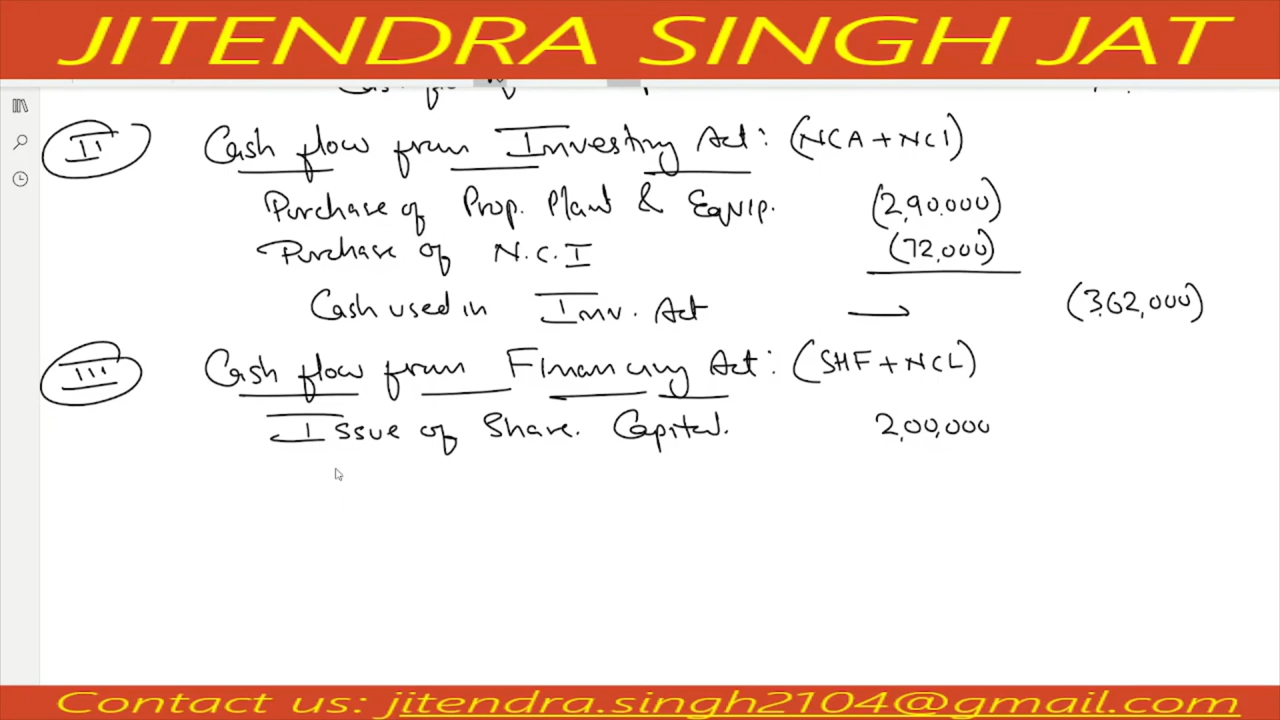 JITENDRA SINGH JAT
II Cash flow from Investing Act: (NCA + NCI)
Purchase of Prop. Plant & Equip. (2,90,000)
Purchase of N.C.I (72,000)
Cash used in Inv. Act → (3,62,000)
III Cash flow from Financing Act: (SHF + NCL)
Issue of Share. Capital. 2,00,000
Contact us: jitendra.singh2104@gmail.com